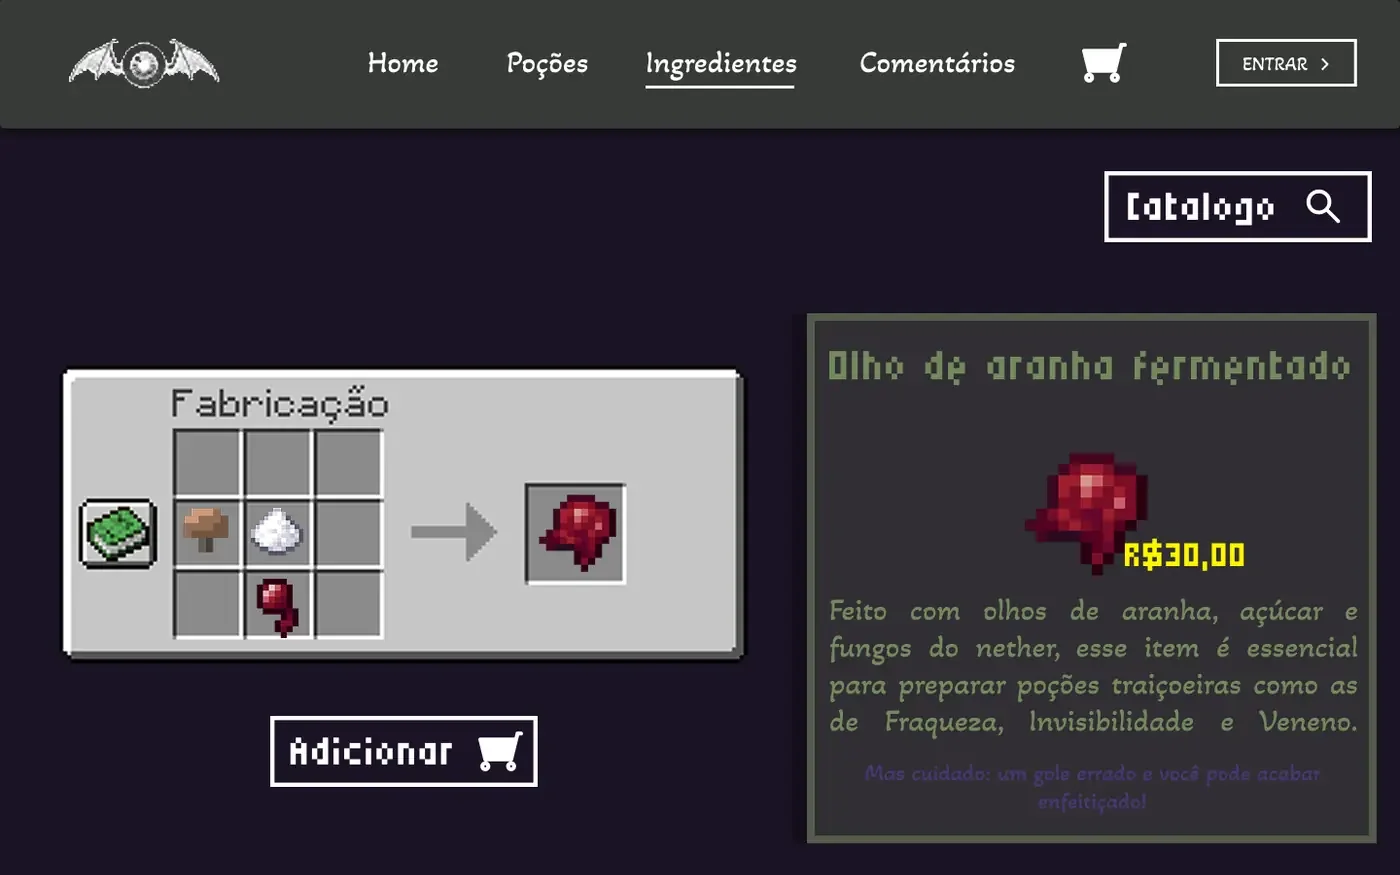 Home Poções Ingredientes Comentários ENTRAR
Catalogo
Fabricação
Adicionar
Olho de aranha fermentado
R$30,00
Feito com olhos de aranha, açúcar e
fungos do nether, esse item é essencial
para preparar poções traiçoeiras como as
de Fraqueza, Invisibilidade e Veneno.
Mas cuidado: um gole errado e você pode acabar
enfeitiçado!